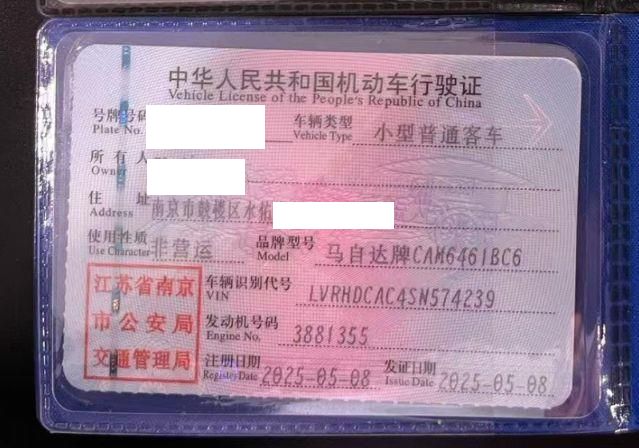 中华人民共和国机动车行驶证
Vehicle License of the People's Republic of China
号牌号码 车辆类型 小型普通客车
Plate No. Vehicle Type
所有人
Owner
住址 南京市鼓楼区水佐
Address
使用性质 非营运 品牌型号 马自达牌CAM6461BC6
Use Character Model
江苏省南京
市公安局
交通管理局
车辆识别代号 LVRHDCAC4SN574239
VIN
发动机号码 3881355
Engine No.
注册日期 2025-05-08 发证日期 2025-05-08
Register Date Issue Date